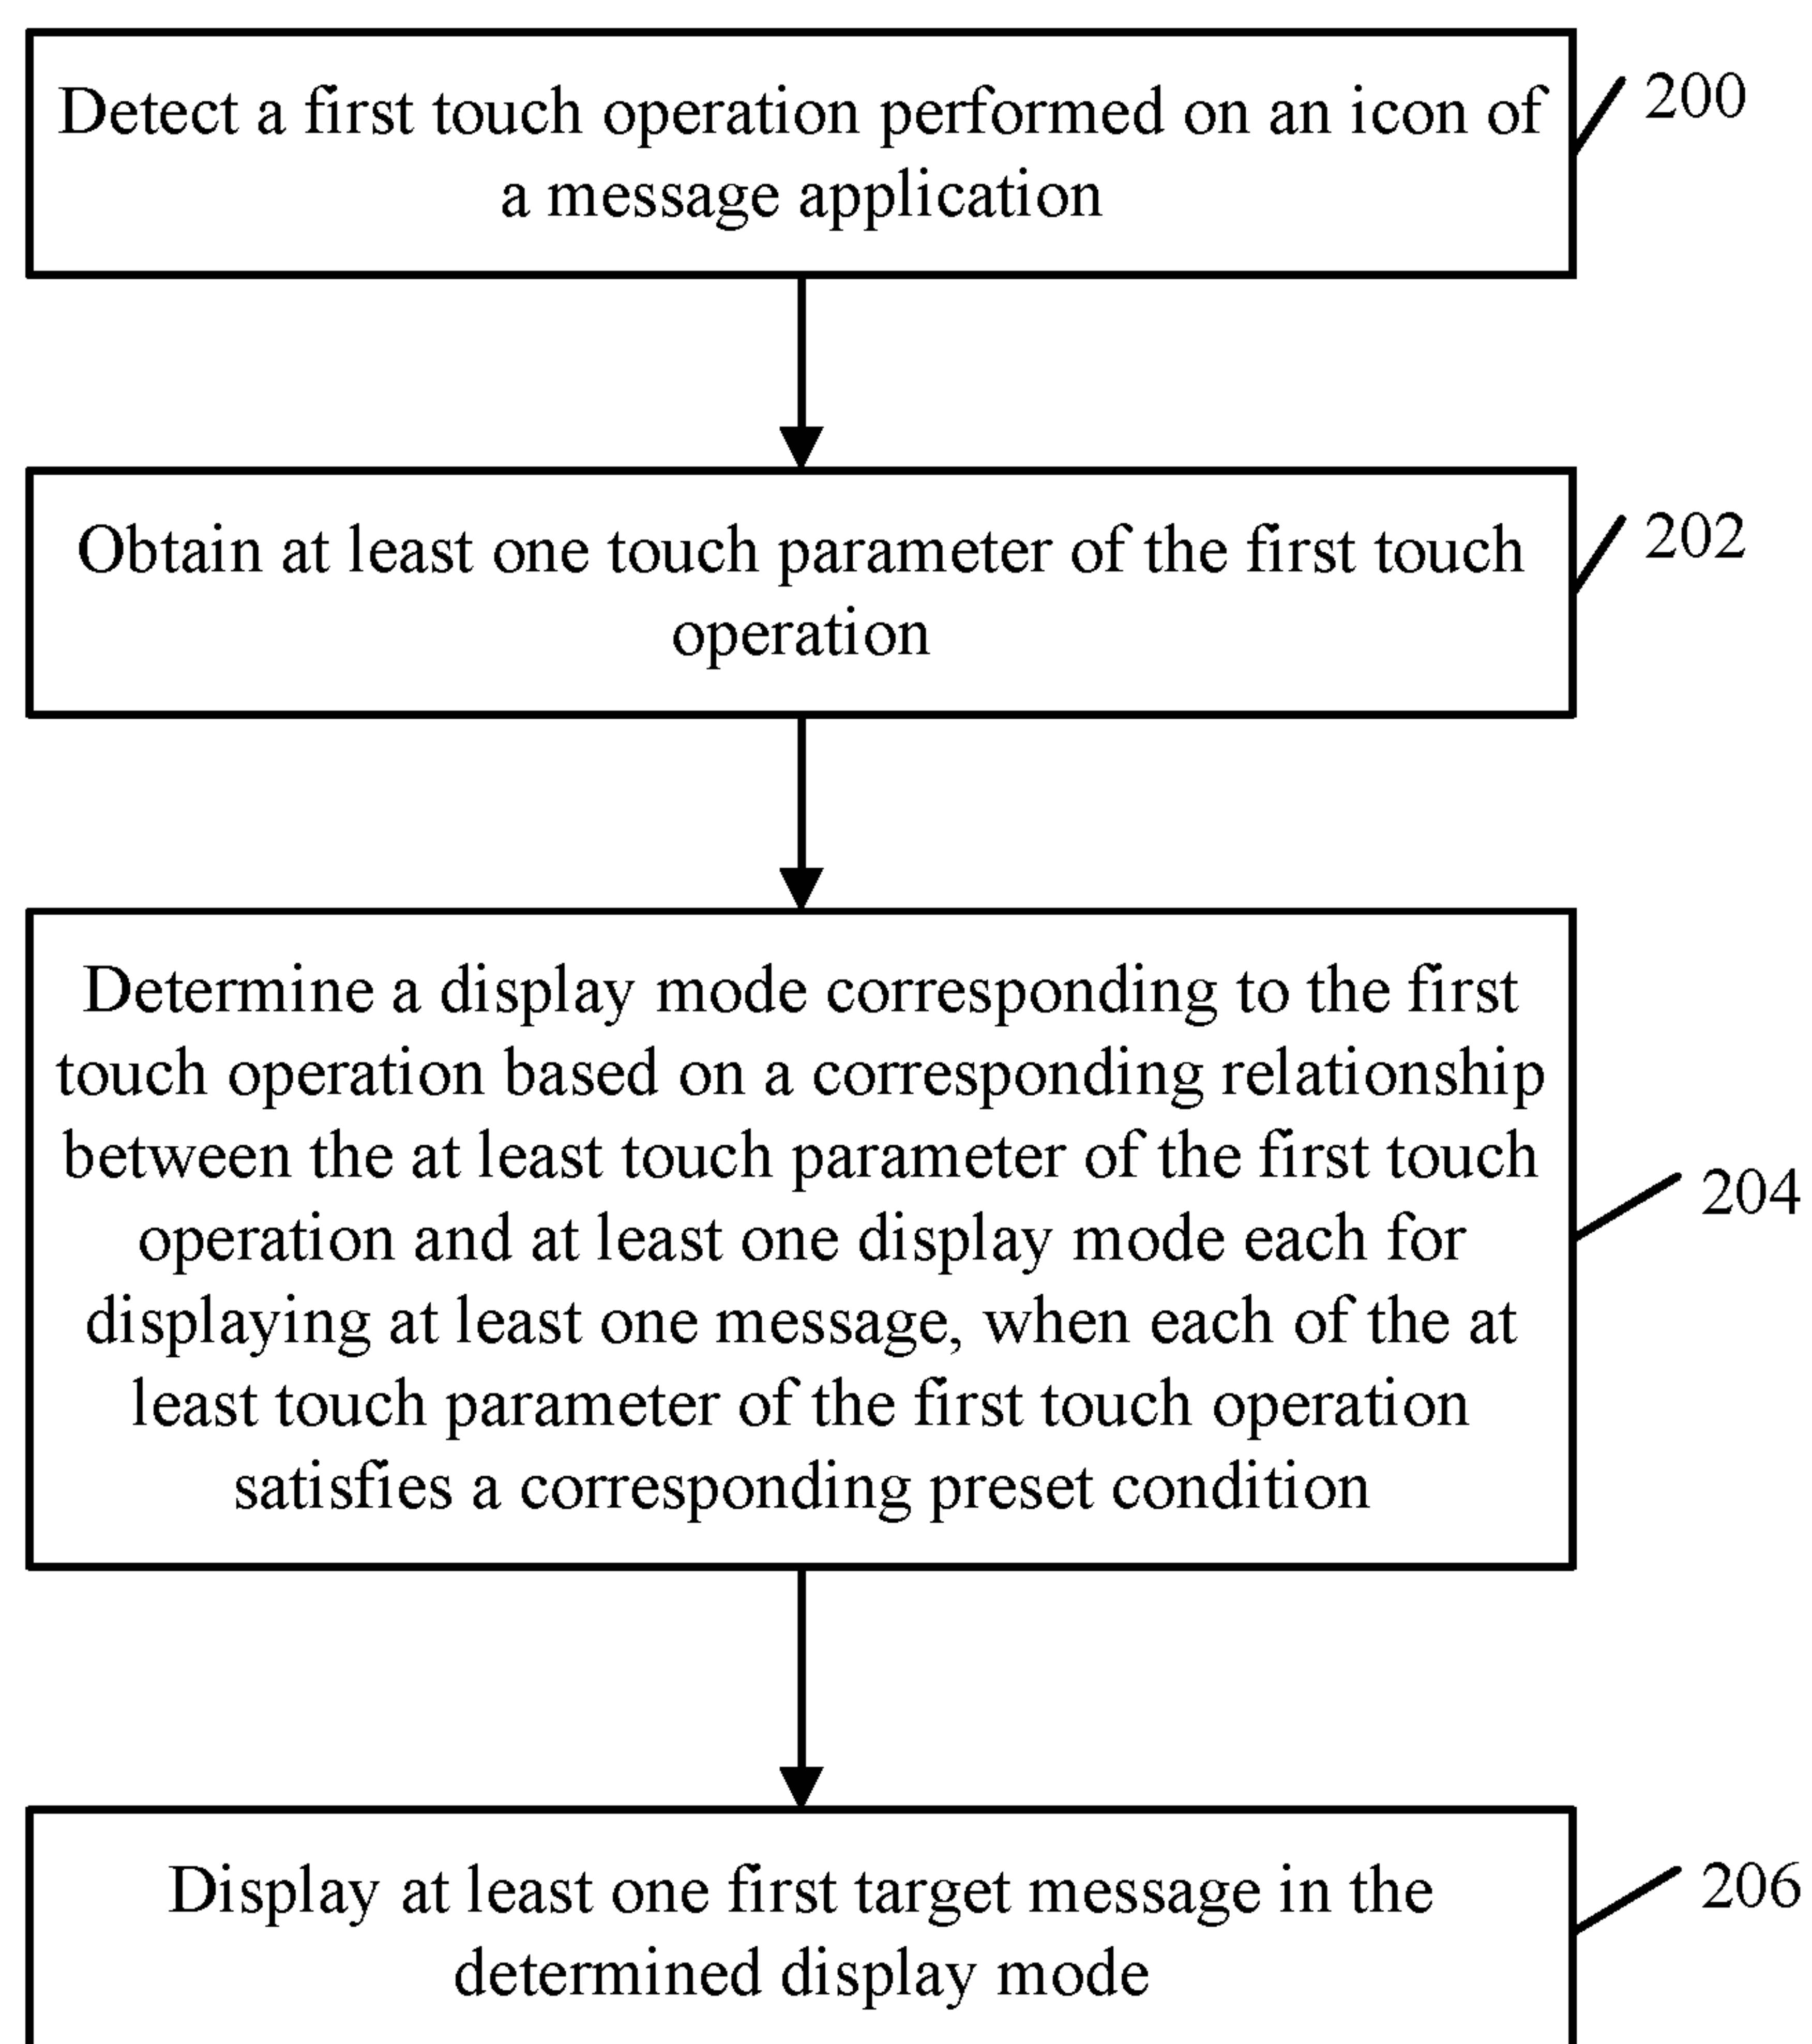 Detect a first touch operation performed on an icon of
a message application
200
Obtain at least one touch parameter of the first touch
operation
202
Determine a display mode corresponding to the first
touch operation based on a corresponding relationship
between the at least touch parameter of the first touch
operation and at least one display mode each for
displaying at least one message, when each of the at
least touch parameter of the first touch operation
satisfies a corresponding preset condition
204
Display at least one first target message in the
determined display mode
206